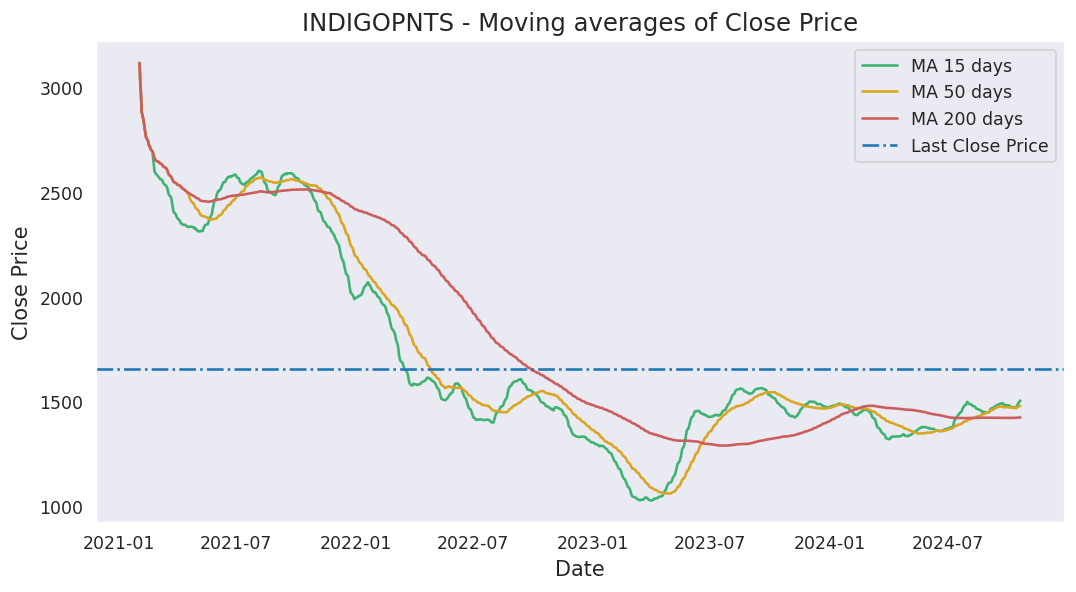 INDIGOPNTS - Moving averages of Close Price
MA 15 days
MA 50 days
MA 200 days
Last Close Price
Close Price
3000
2500
2000
1500
1000
2021-01 2021-07 2022-01 2022-07 2023-01 2023-07 2024-01 2024-07
Date